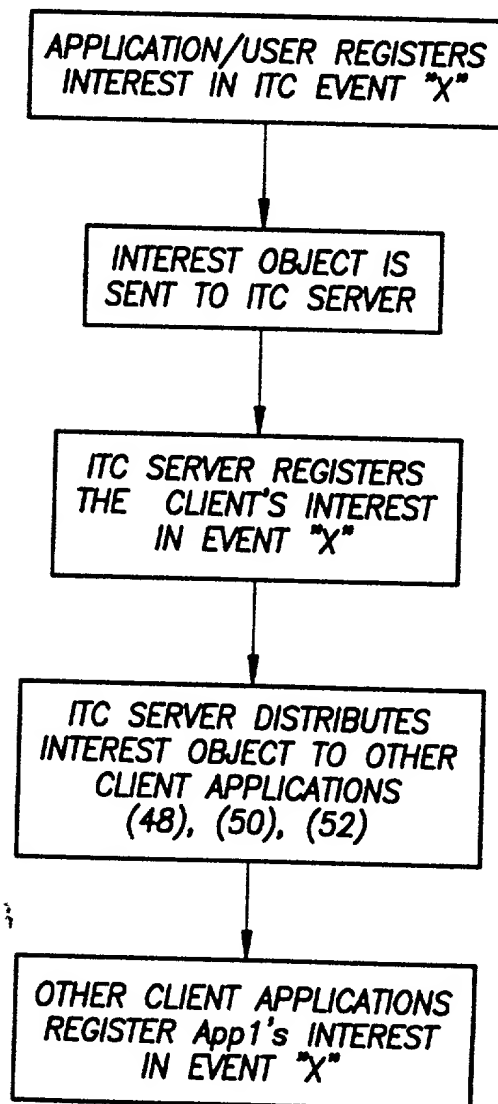 APPLICATION/USER REGISTERS
INTEREST IN ITC EVENT "X"
INTEREST OBJECT IS
SENT TO ITC SERVER
ITC SERVER REGISTERS
THE CLIENT'S INTEREST
IN EVENT "X"
ITC SERVER DISTRIBUTES
INTEREST OBJECT TO OTHER
CLIENT APPLICATIONS
(48), (50), (52)
OTHER CLIENT APPLICATIONS
REGISTER App1's INTEREST
IN EVENT "X"